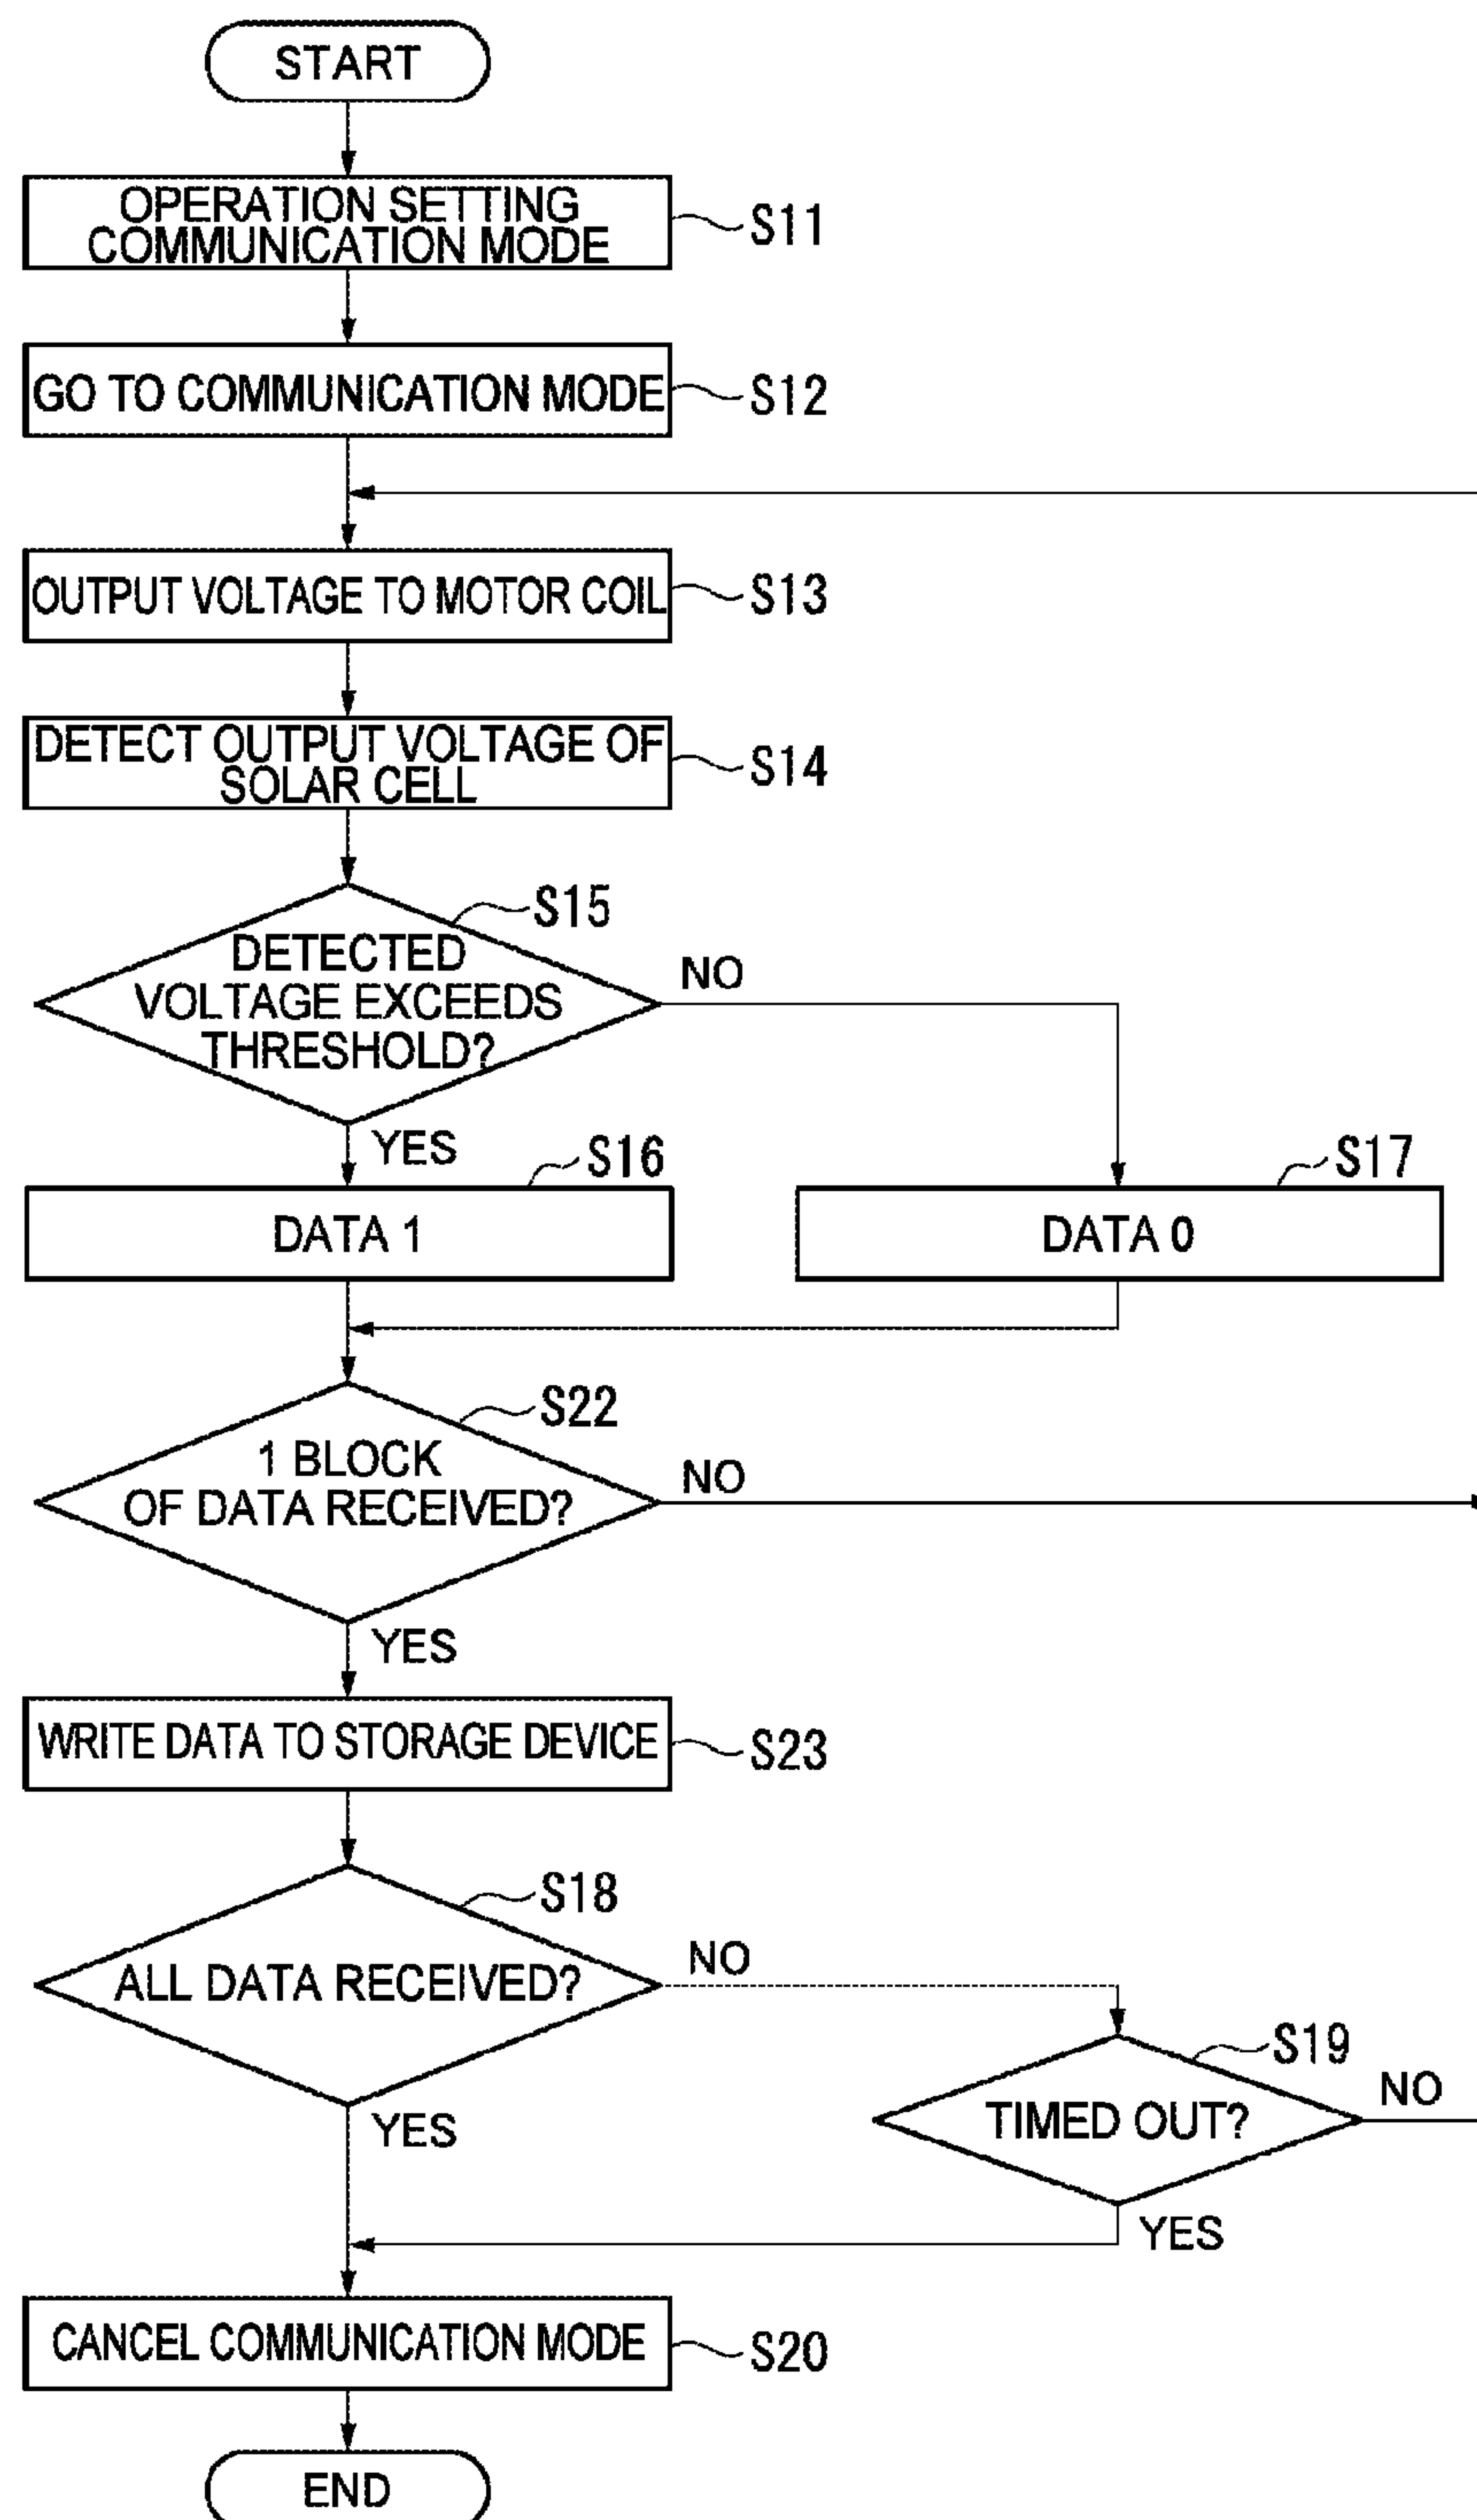 START
OPERATION SETTING
COMMUNICATION MODE
S11
GO TO COMMUNICATION MODE
S12
OUTPUT VOLTAGE TO MOTOR COIL
S13
DETECT OUTPUT VOLTAGE OF
SOLAR CELL
S14
S15
DETECTED
VOLTAGE EXCEEDS
THRESHOLD?
NO
YES
S16
S17
DATA 1
DATA 0
S22
1 BLOCK
OF DATA RECEIVED?
NO
YES
WRITE DATA TO STORAGE DEVICE
S23
S18
ALL DATA RECEIVED?
NO
YES
S19
TIMED OUT?
NO
YES
CANCEL COMMUNICATION MODE
S20
END